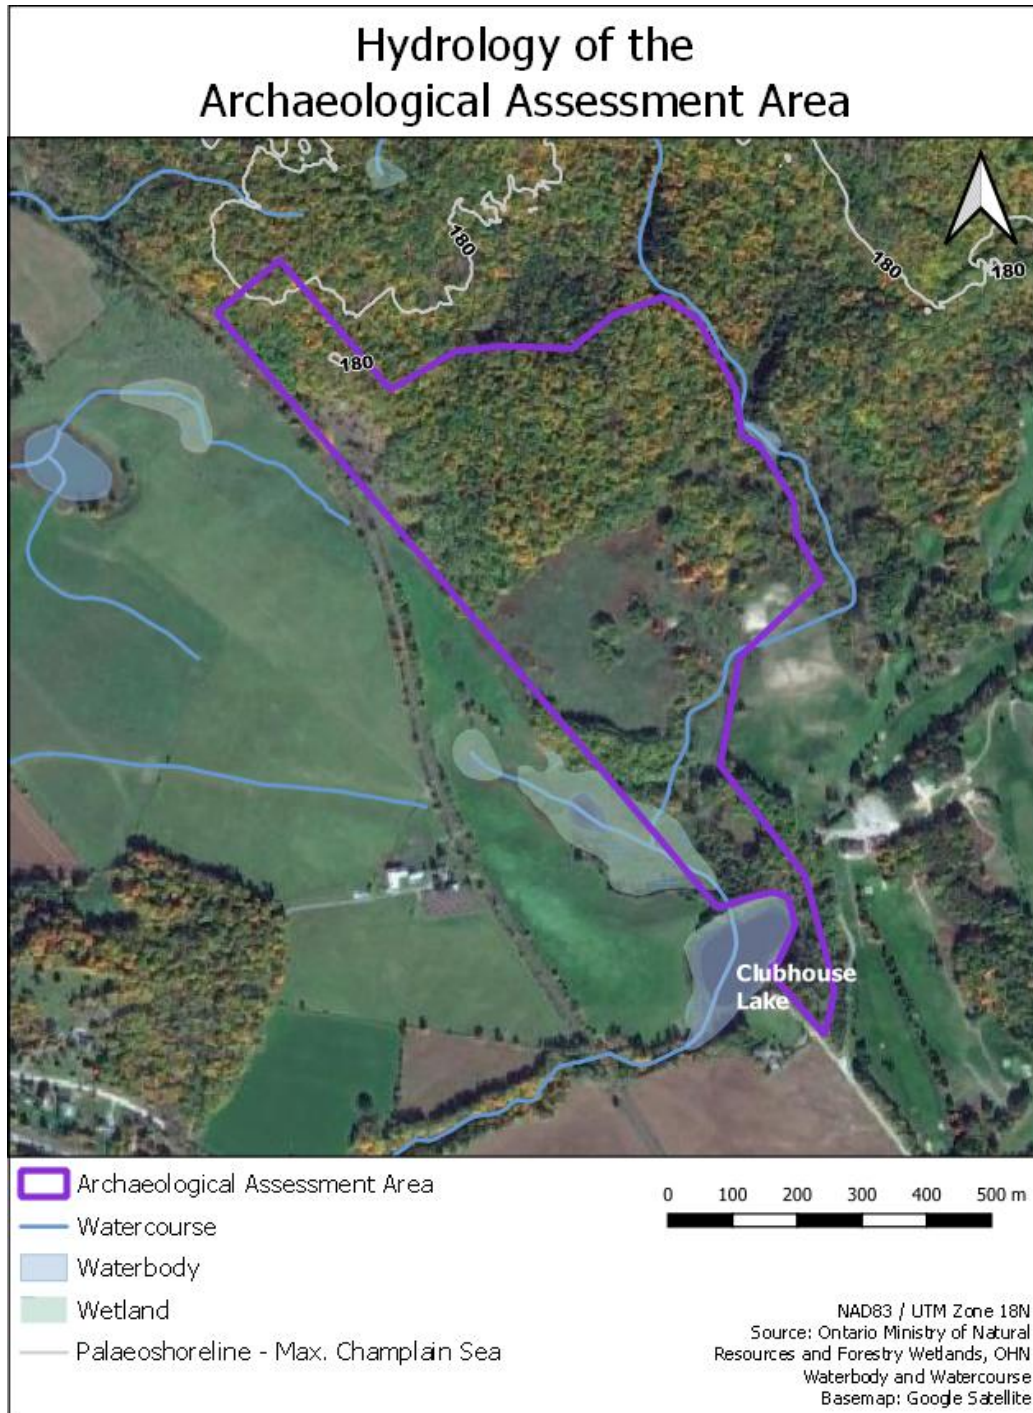 Hydrology of the
Archaeological Assessment Area
180
180
180
180
Clubhouse
Lake
Archaeological Assessment Area
Watercourse
Waterbody
Wetland
Palaeoshoreline - Max. Champlain Sea
0 100 200 300 400 500 m
NAD83 / UTM Zone 18N
Source: Ontario Ministry of Natural
Resources and Forestry Wetlands, OHN
Waterbody and Watercourse
Basemap: Google Satellite